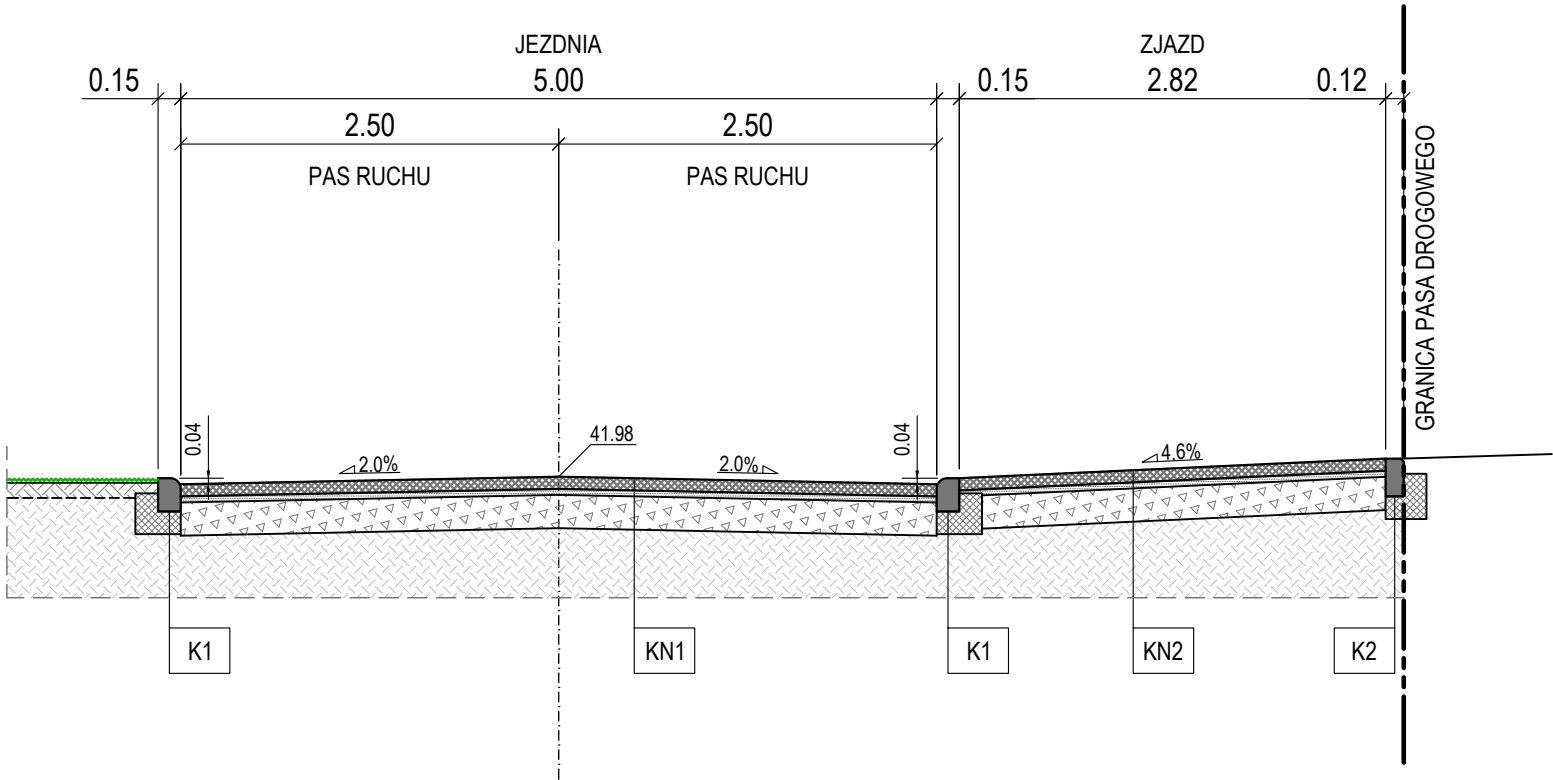 JEZDNIA
ZJAZD
0.15
5.00
0.15
2.82
0.12
2.50
2.50
PAS RUCHU
PAS RUCHU
GRANICA PASA DROGOWEGO
0.04
41.98
0.04
2.0%
2.0%
4.6%
K1
KN1
K1
KN2
K2